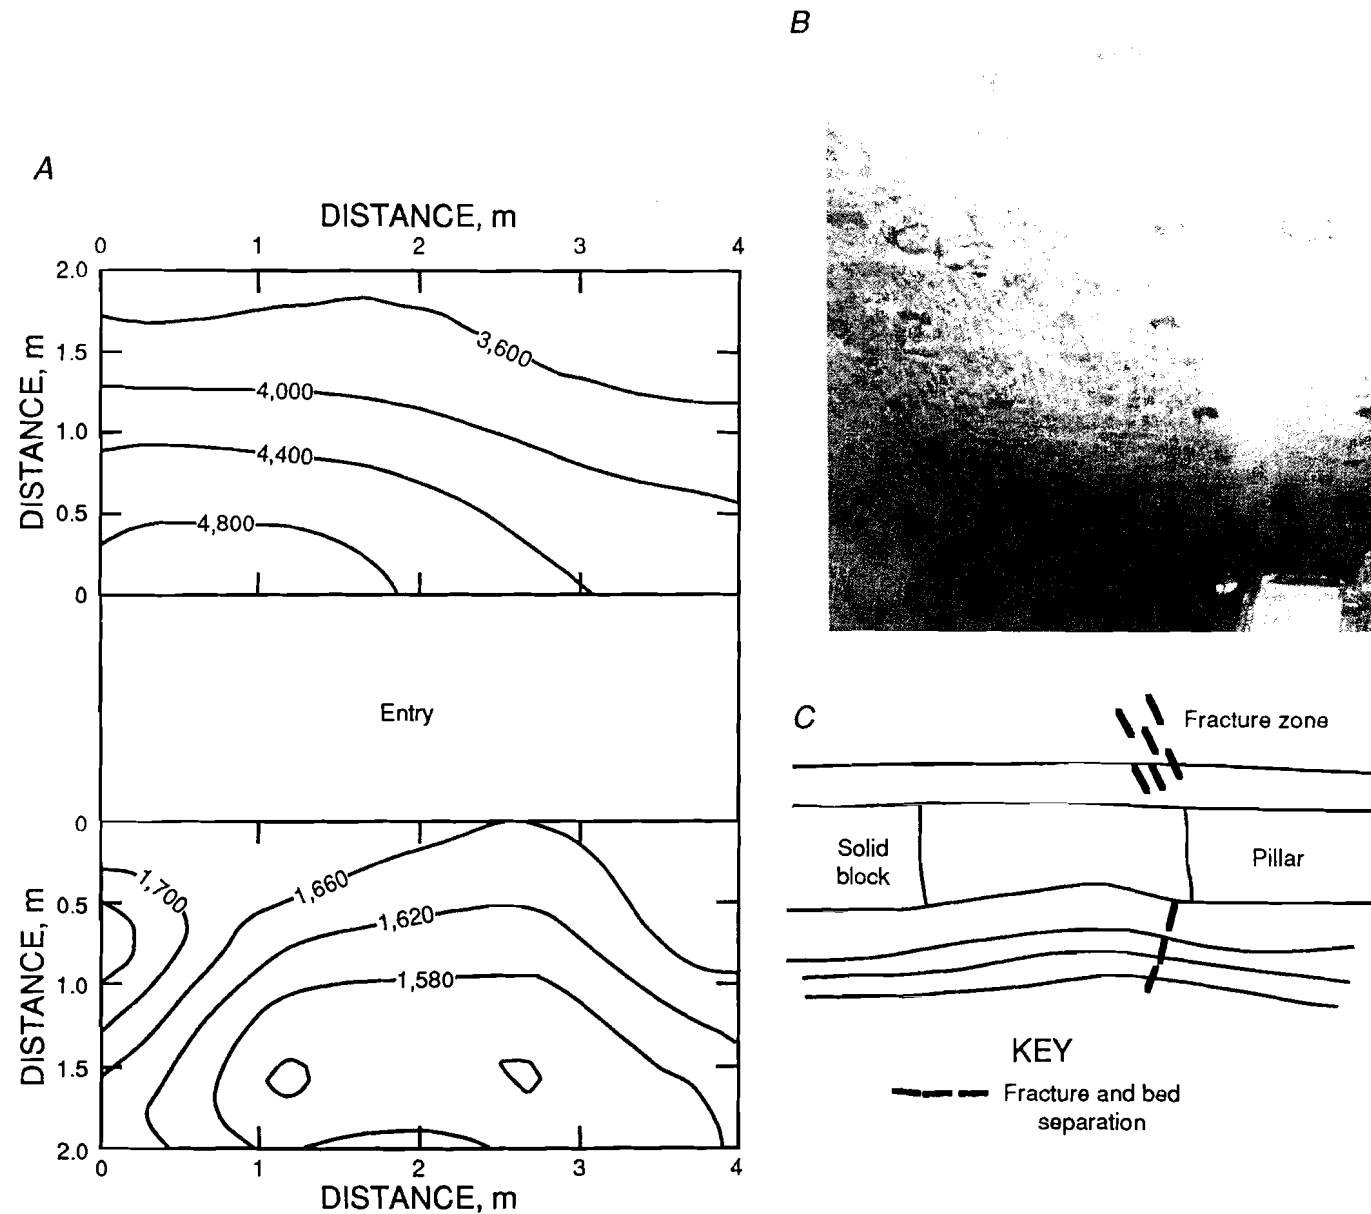 A
DISTANCE, m
0 1 2 3 4
2.0
1.5
1.0
0.5
0
DISTANCE, m
3,600
4,000
4,400
4,800
Entry
0
0.5
1.0
1.5
2.0
DISTANCE, m
1,700
1,660
1,620
1,580
0 1 2 3 4
DISTANCE, m
B
C
Fracture zone
Solid
block
Pillar
KEY
Fracture and bed
separation